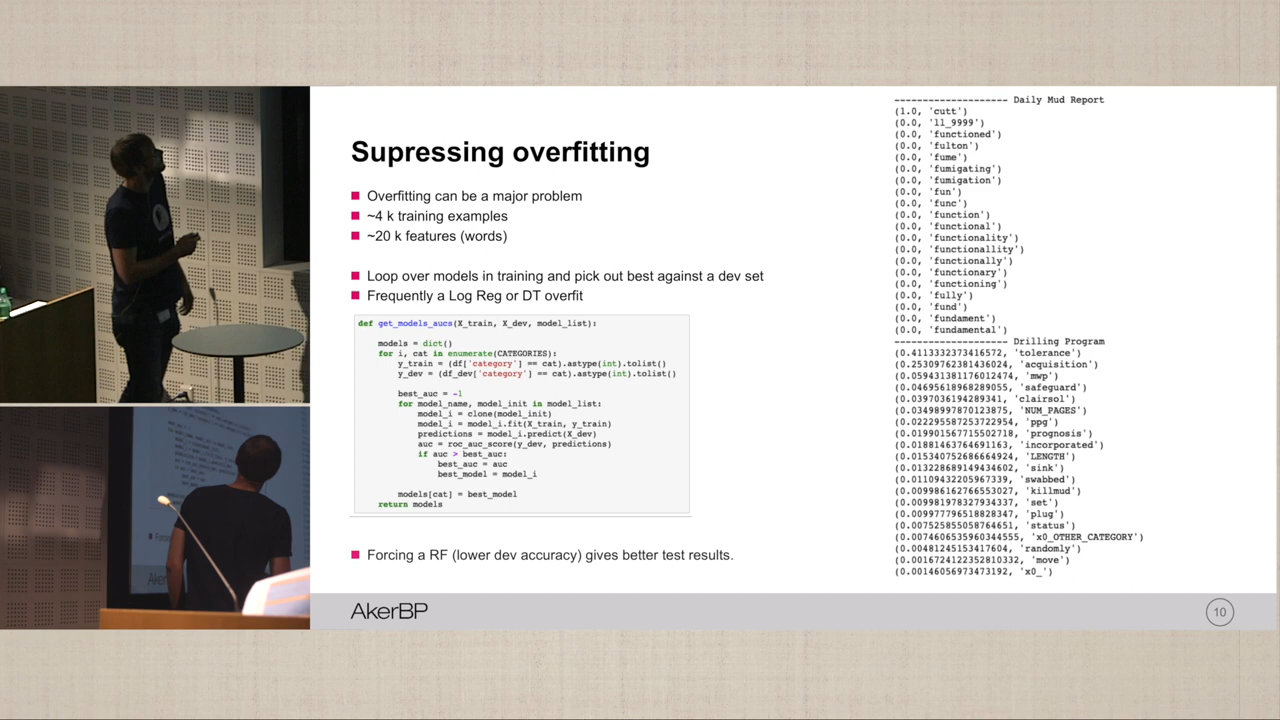 Supressing overfitting
Overfitting can be a major problem
~4 k training examples
~20 k features (words)
Loop over models in training and pick out best against a dev set
Frequently a Log Reg or DT overfit
def get_models_aucs(X_train, X_dev, model_list):
models = dict()
for i, cat in enumerate(CATEGORIES):
y_train = (df['category'] == cat).astype(int).tolist()
y_dev = (df_dev['category'] == cat).astype(int).tolist()
best_auc = -1
for model_name, model_init in model_list:
model_i = clone(model_init)
model_i = model_i.fit(X_train, y_train)
predictions = model_i.predict(X_dev)
auc = roc_auc_score(y_dev, predictions)
if auc > best_auc:
best_auc = auc
best_model = model_i
models[cat] = best_model
return models
Forcing a RF (lower dev accuracy) gives better test results.
-------------------- Daily Mud Report
(1.0, 'cutt')
(0.0, 'll_9999')
(0.0, 'functioned')
(0.0, 'fulton')
(0.0, 'fume')
(0.0, 'fumigating')
(0.0, 'fumigation')
(0.0, 'fun')
(0.0, 'func')
(0.0, 'function')
(0.0, 'functional')
(0.0, 'functionality')
(0.0, 'functionallity')
(0.0, 'functionally')
(0.0, 'functionary')
(0.0, 'functioning')
(0.0, 'fully')
(0.0, 'fund')
(0.0, 'fundament')
(0.0, 'fundamental')
-------------------- Drilling Program
(0.4113332373416572, 'tolerance')
(0.25309762381436024, 'acquisition')
(0.059431381176012474, 'mwp')
(0.04695618968289055, 'safeguard')
(0.0397036194289341, 'clairsol')
(0.03498997870123875, 'NUM_PAGES')
(0.02229558725372​2954, 'ppg')
(0.019901567715502718, 'prognosis')
(0.01881463764691163, 'incorporated')
(0.015340752686664924, 'LENGTH')
(0.013228689149434602, 'sink')
(0.01109432205967339, 'swabbed')
(0.009986162766553027, 'killmud')
(0.009981978327934337, 'set')
(0.009977796518828347, 'plug')
(0.007525855058764651, 'status')
(0.0074606535960344555, 'x0_OTHER_CATEGORY')
(0.00481245153417604, 'randomly')
(0.0016724122352810332, 'move')
(0.00146056973473192, 'x0_')
AkerBP
10